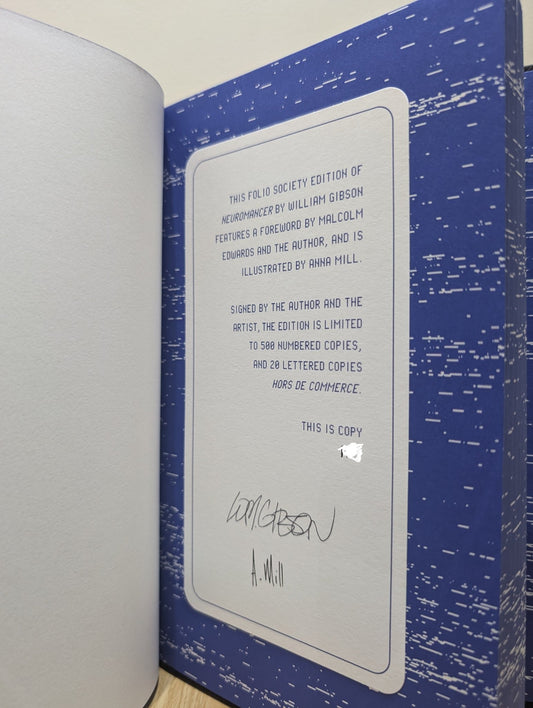 THIS FOLIO SOCIETY EDITION OF
NEUROMANCER BY WILLIAM GIBSON
FEATURES A FOREWORD BY MALCOLM
EDWARDS AND THE AUTHOR, AND IS
ILLUSTRATED BY ANNA MILL.
SIGNED BY THE AUTHOR AND THE
ARTIST, THE EDITION IS LIMITED
TO 500 NUMBERED COPIES,
AND 20 LETTERED COPIES
HORS DE COMMERCE.
THIS IS COPY
WM. GIBSON
A. Mill